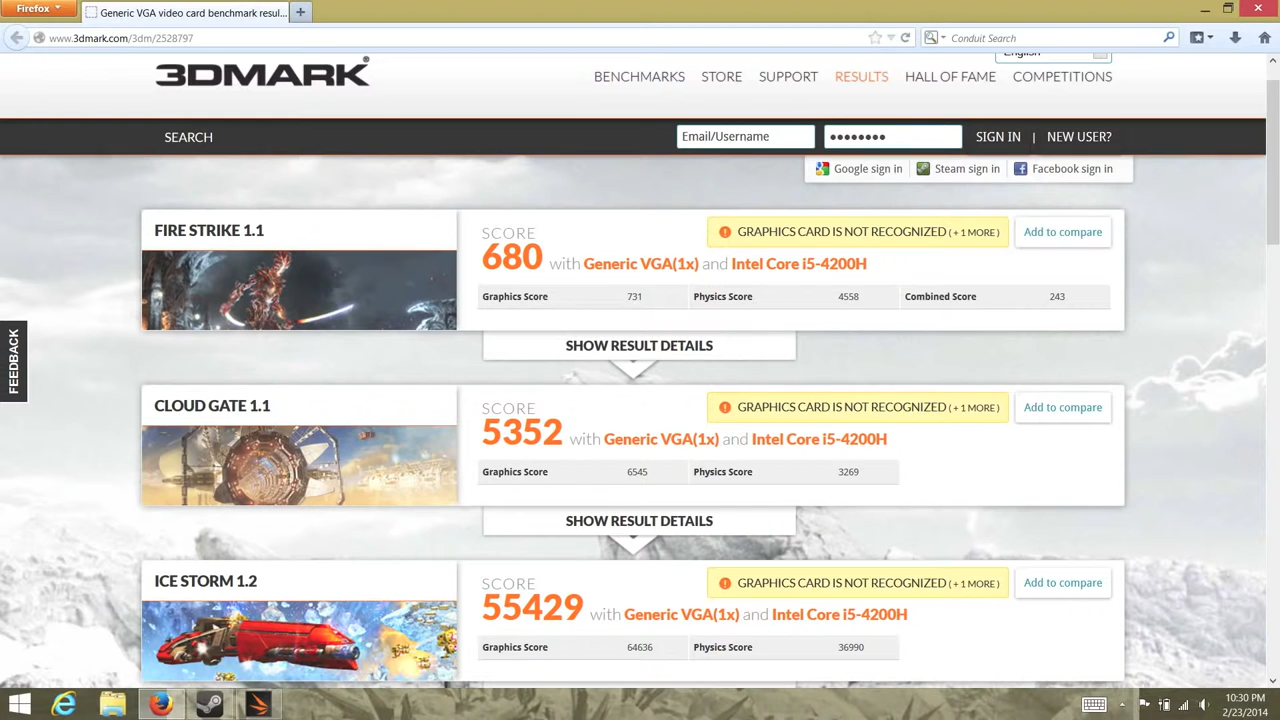 Firefox
Generic VGA video card benchmark resul...
www.3dmark.com/3dm/2528797
Conduit Search
English
3DMARK®
BENCHMARKS STORE SUPPORT RESULTS HALL OF FAME COMPETITIONS
SEARCH
Email/Username
●●●●●●●●
SIGN IN | NEW USER?
Google sign in
Steam sign in
Facebook sign in
FEEDBACK
FIRE STRIKE 1.1
SCORE
GRAPHICS CARD IS NOT RECOGNIZED ( + 1 MORE )
Add to compare
680 with Generic VGA(1x) and Intel Core i5-4200H
Graphics Score 731 Physics Score 4558 Combined Score 243
SHOW RESULT DETAILS
CLOUD GATE 1.1
SCORE
GRAPHICS CARD IS NOT RECOGNIZED ( + 1 MORE )
Add to compare
5352 with Generic VGA(1x) and Intel Core i5-4200H
Graphics Score 6545 Physics Score 3269
SHOW RESULT DETAILS
ICE STORM 1.2
SCORE
GRAPHICS CARD IS NOT RECOGNIZED ( + 1 MORE )
Add to compare
55429 with Generic VGA(1x) and Intel Core i5-4200H
Graphics Score 64636 Physics Score 36990
10:30 PM
2/23/2014